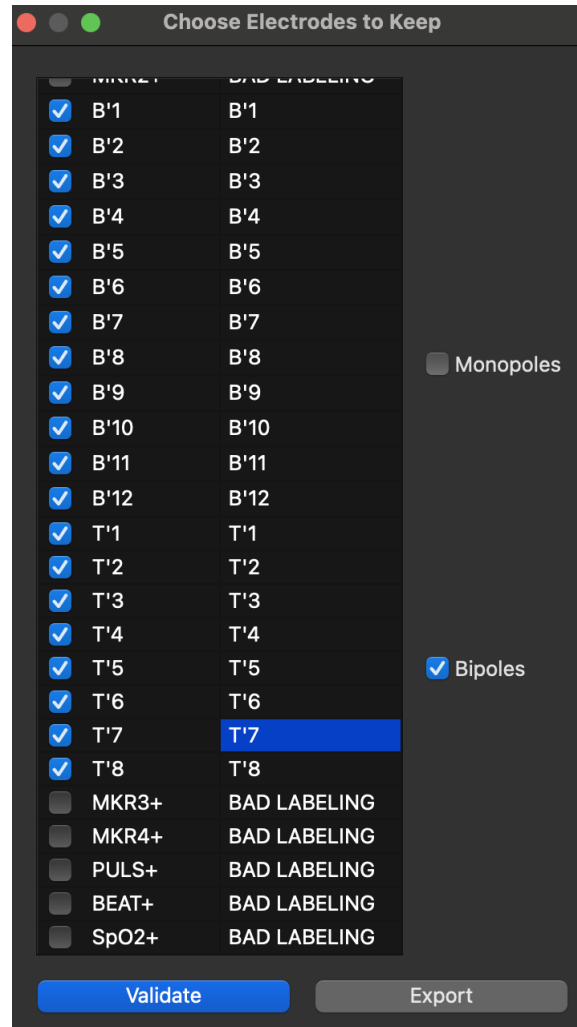 Choose Electrodes to Keep
MKR2+ BAD LABELING
B'1 B'1
B'2 B'2
B'3 B'3
B'4 B'4
B'5 B'5
B'6 B'6
B'7 B'7
B'8 B'8
Monopoles
B'9 B'9
B'10 B'10
B'11 B'11
B'12 B'12
T'1 T'1
T'2 T'2
T'3 T'3
T'4 T'4
T'5 T'5
Bipoles
T'6 T'6
T'7 T'7
T'8 T'8
MKR3+ BAD LABELING
MKR4+ BAD LABELING
PULS+ BAD LABELING
BEAT+ BAD LABELING
SpO2+ BAD LABELING
Validate Export